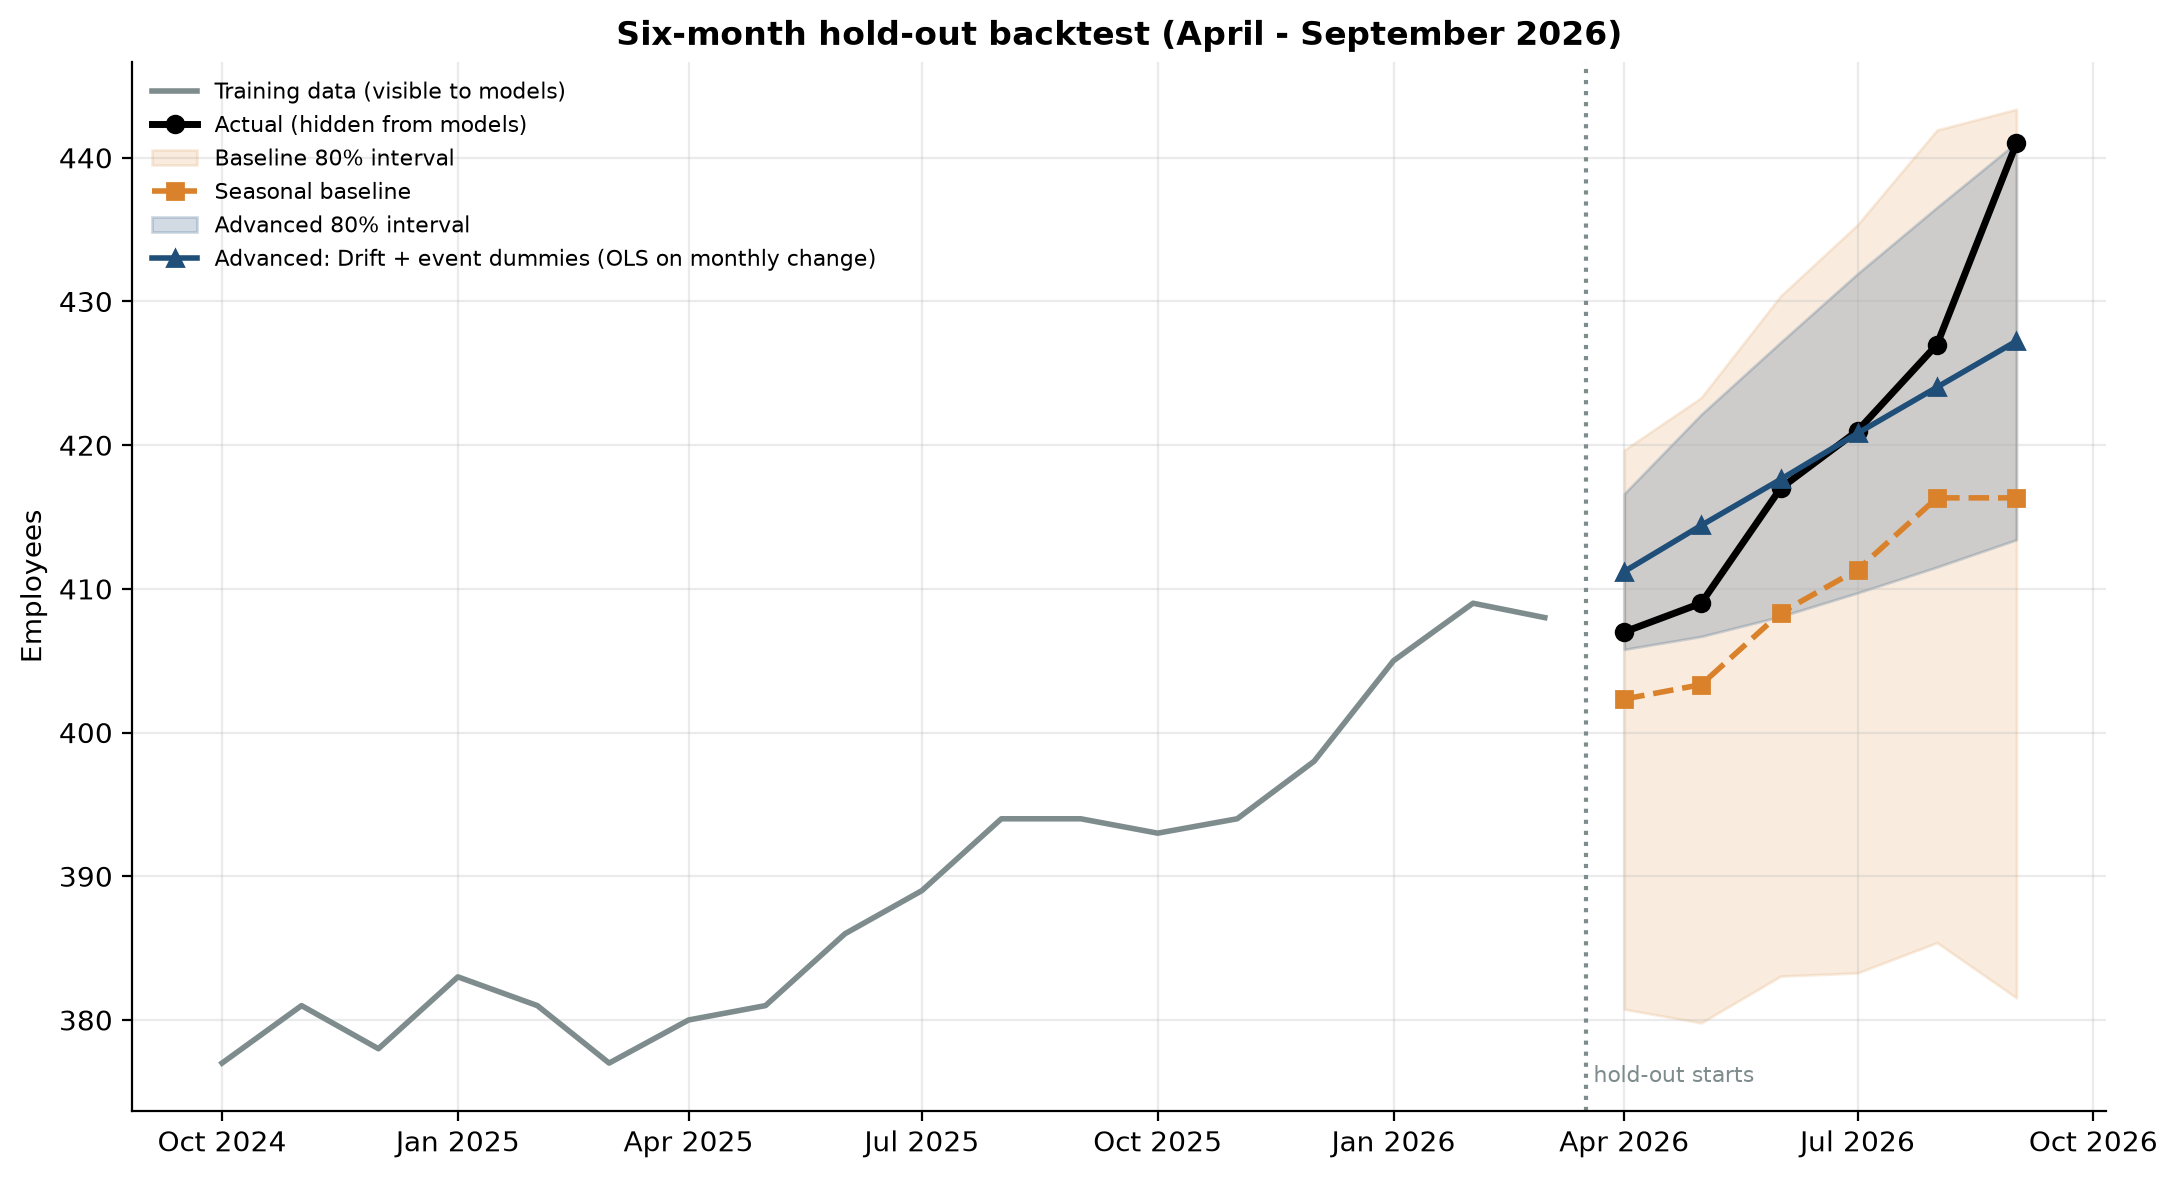 Six-month hold-out backtest (April - September 2026)
Training data (visible to models)
Actual (hidden from models)
Baseline 80% interval
Seasonal baseline
Advanced 80% interval
Advanced: Drift + event dummies (OLS on monthly change)
Employees
440
430
420
410
400
390
380
hold-out starts
Oct 2024
Jan 2025
Apr 2025
Jul 2025
Oct 2025
Jan 2026
Apr 2026
Jul 2026
Oct 2026